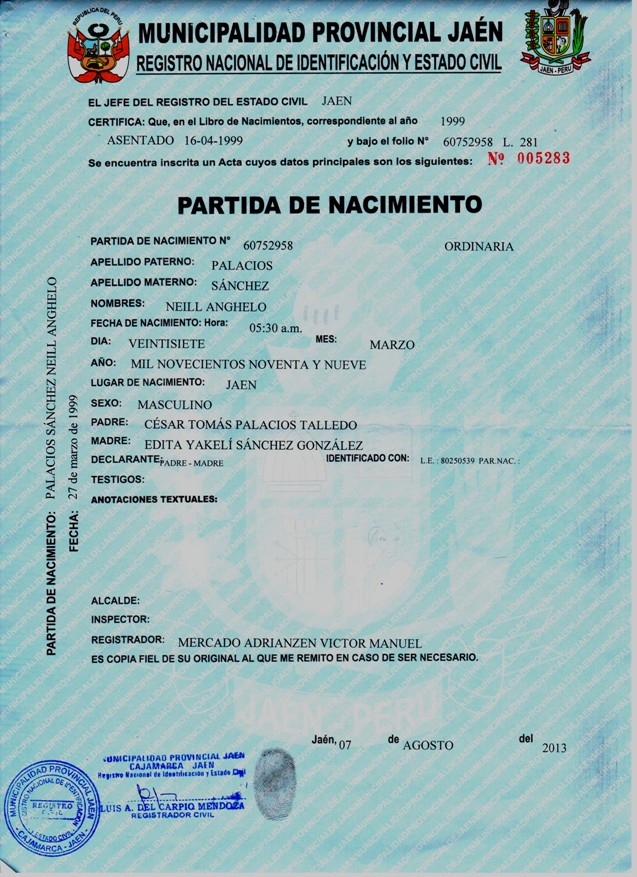 REPUBLICA DEL PERU
MUNICIPALIDAD PROVINCIAL JAÉN
REGISTRO NACIONAL DE IDENTIFICACIÓN Y ESTADO CIVIL
JAEN - PERU
EL JEFE DEL REGISTRO DEL ESTADO CIVIL JAEN
CERTIFICA: Que, en el Libro de Nacimientos, correspondiente al año 1999
ASENTADO 16-04-1999 y bajo el folio N° 60752958 L. 281
Se encuentra inscrita un Acta cuyos datos principales son los siguientes: Nº 005283
PARTIDA DE NACIMIENTO
PARTIDA DE NACIMIENTO N° 60752958 ORDINARIA
APELLIDO PATERNO: PALACIOS
APELLIDO MATERNO: SÁNCHEZ
NOMBRES: NEILL ANGHELO
FECHA DE NACIMIENTO: Hora: 05:30 a.m.
DIA: VEINTISIETE MES: MARZO
AÑO: MIL NOVECIENTOS NOVENTA Y NUEVE
LUGAR DE NACIMIENTO: JAEN
SEXO: MASCULINO
PADRE: CÉSAR TOMÁS PALACIOS TALLEDO
MADRE: EDITA YAKELÍ SÁNCHEZ GONZÁLEZ
DECLARANTE: PADRE - MADRE IDENTIFICADO CON: L.E. : 80250539 PAR.NAC. :
TESTIGOS:
ANOTACIONES TEXTUALES:
PARTIDA DE NACIMIENTO: PALACIOS SÁNCHEZ NEILL ANGHELO
FECHA: 27 de marzo de 1999
ALCALDE:
INSPECTOR:
REGISTRADOR: MERCADO ADRIANZEN VICTOR MANUEL
ES COPIA FIEL DE SU ORIGINAL AL QUE ME REMITO EN CASO DE SER NECESARIO.
JAEN - PERU
Jaén, 07 de AGOSTO del 2013
MUNICIPALIDAD PROVINCIAL JAÉN
CAJAMARCA JAEN
Registro Nacional de Identificación y Estado Civil
LUIS A. DEL CARPIO MENDOZA
REGISTRADOR CIVIL
MUNICIPALIDAD PROVINCIAL JAÉN
REGISTRO
CIVIL
Y ESTADO CIVIL
- CAJAMARCA - JAEN -